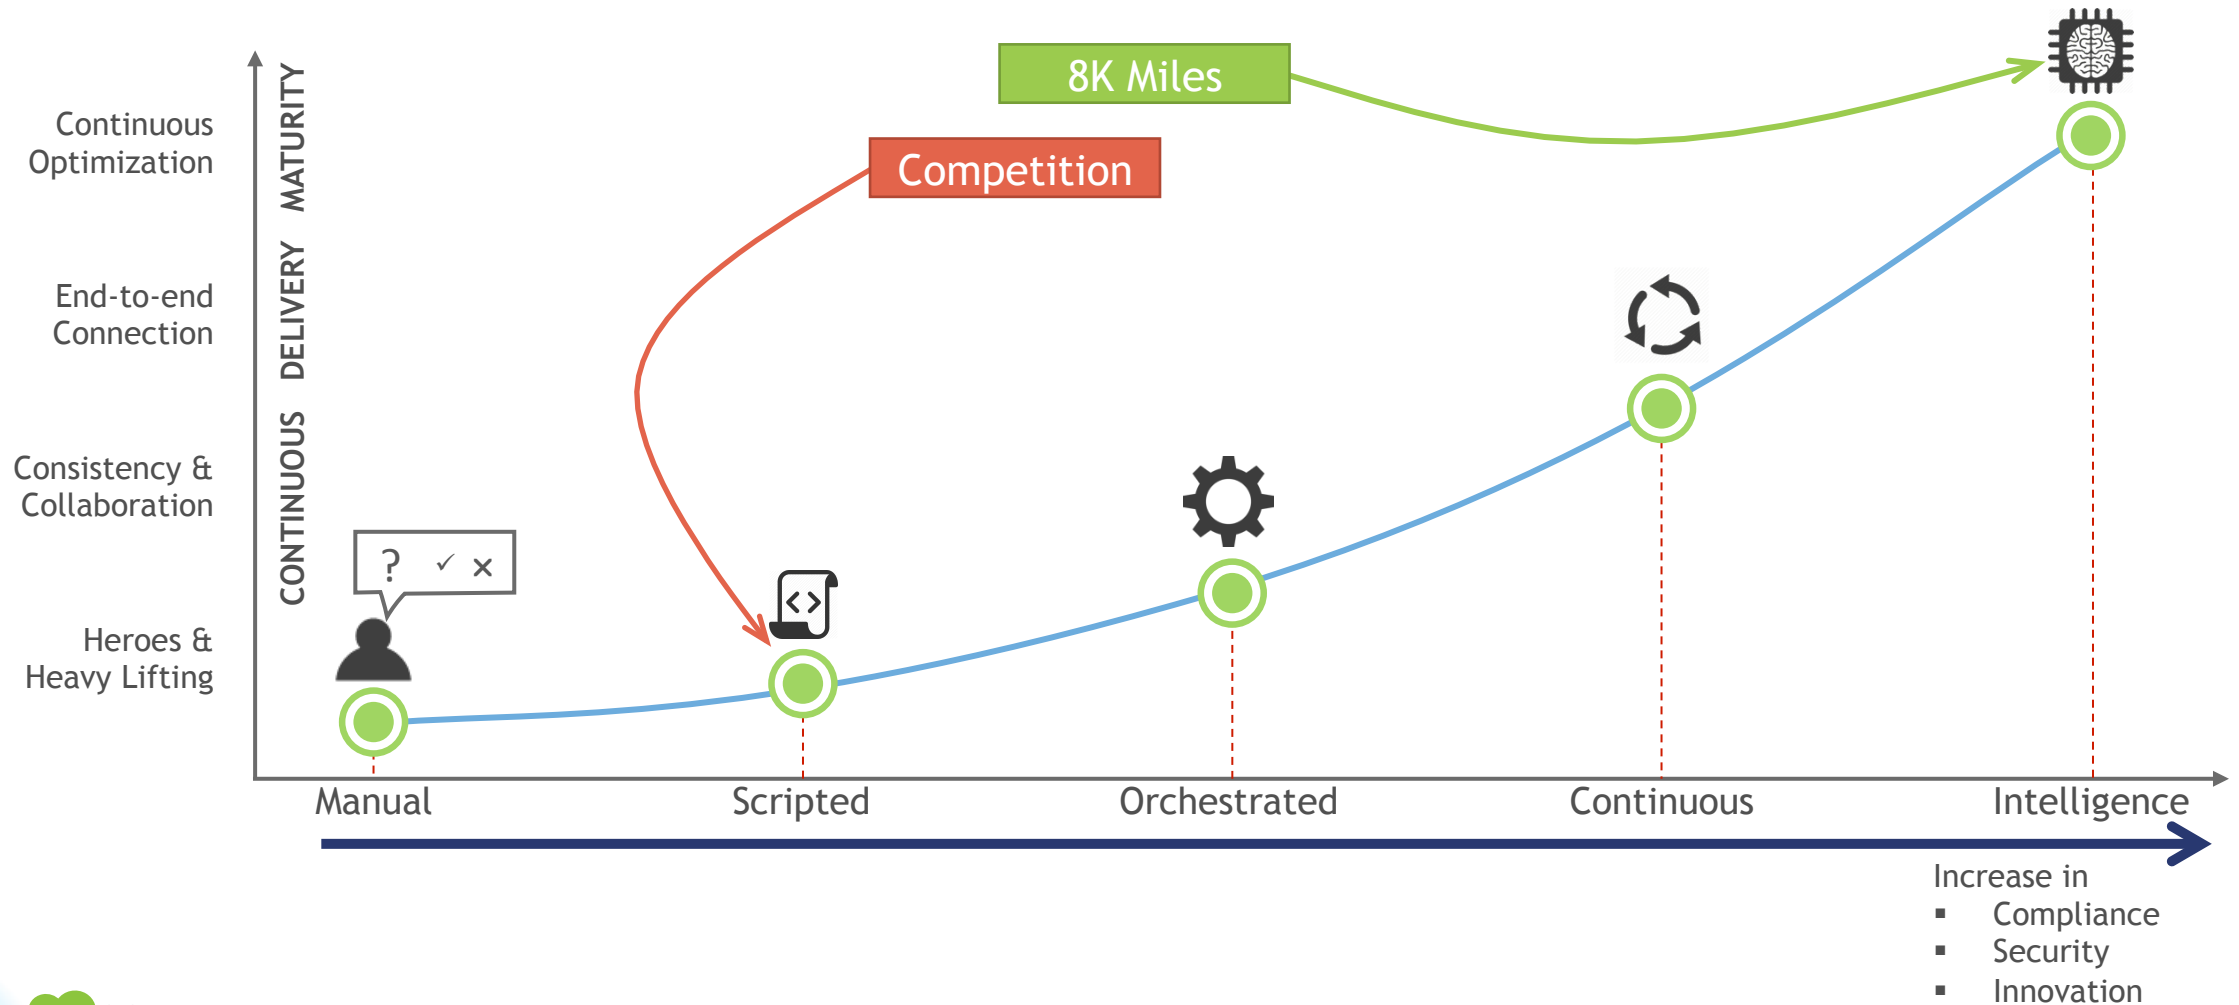 8K Miles
Competition
CONTINUOUS DELIVERY MATURITY
Continuous
Optimization
End-to-end
Connection
Consistency &
Collaboration
Heroes &
Heavy Lifting
? ✓ ×
Manual
Scripted
Orchestrated
Continuous
Intelligence
Increase in
▪ Compliance
▪ Security
▪ Innovation